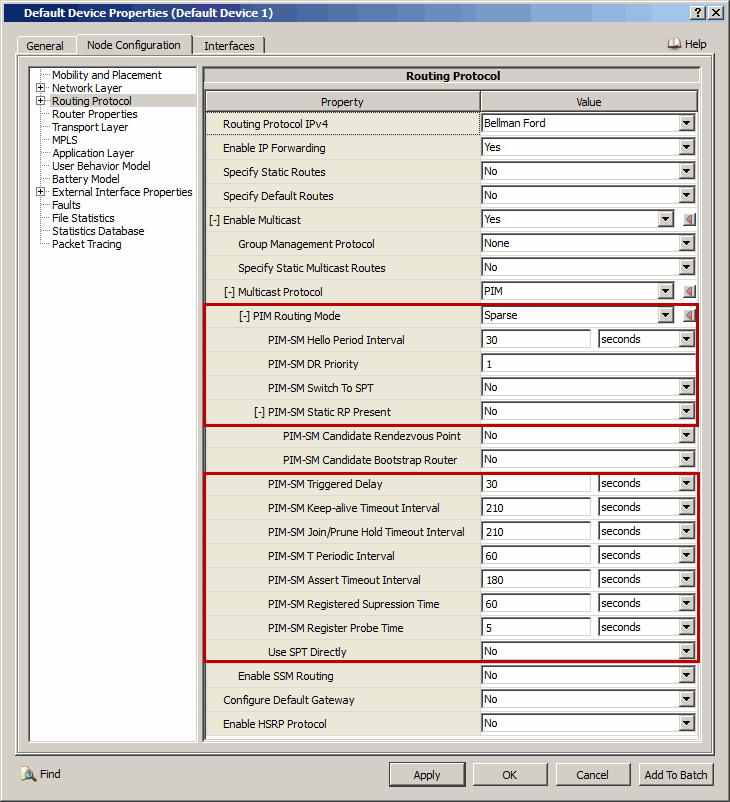 Default Device Properties (Default Device 1)
General Node Configuration Interfaces Help
Mobility and Placement
Network Layer
Routing Protocol
Router Properties
Transport Layer
MPLS
Application Layer
User Behavior Model
Battery Model
External Interface Properties
Faults
File Statistics
Statistics Database
Packet Tracing
Routing Protocol
Property Value
Routing Protocol IPv4 Bellman Ford
Enable IP Forwarding Yes
Specify Static Routes No
Specify Default Routes No
[-] Enable Multicast Yes
Group Management Protocol None
Specify Static Multicast Routes No
[-] Multicast Protocol PIM
[-] PIM Routing Mode Sparse
PIM-SM Hello Period Interval 30 seconds
PIM-SM DR Priority 1
PIM-SM Switch To SPT No
[-] PIM-SM Static RP Present No
PIM-SM Candidate Rendezvous Point No
PIM-SM Candidate Bootstrap Router No
PIM-SM Triggered Delay 30 seconds
PIM-SM Keep-alive Timeout Interval 210 seconds
PIM-SM Join/Prune Hold Timeout Interval 210 seconds
PIM-SM T Periodic Interval 60 seconds
PIM-SM Assert Timeout Interval 180 seconds
PIM-SM Registered Supression Time 60 seconds
PIM-SM Register Probe Time 5 seconds
Use SPT Directly No
Enable SSM Routing No
Configure Default Gateway No
Enable HSRP Protocol No
Find Apply OK Cancel Add To Batch